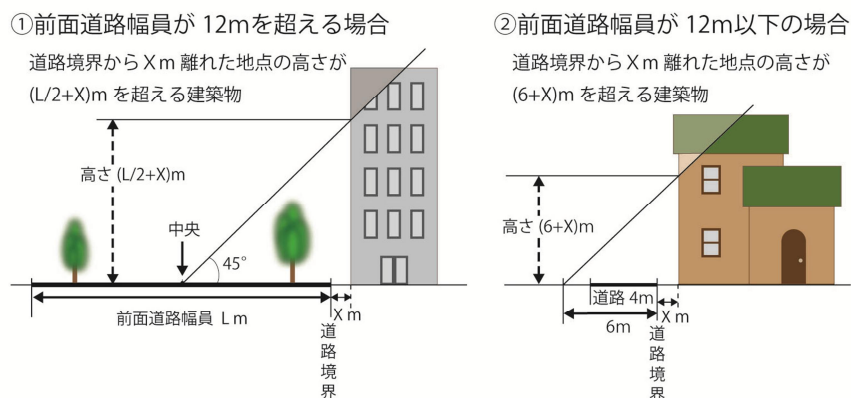 ①前面道路幅員が 12mを超える場合
道路境界からXm 離れた地点の高さが
(L/2+X)m を超える建築物
高さ(L/2+X)m
中央
45°
前面道路幅員 Lm
X m
道路境界
②前面道路幅員が 12m以下の場合
道路境界からXm 離れた地点の高さが
(6+X)m を超える建築物
高さ(6+X)m
道路 4m
X m
6m
道路境界